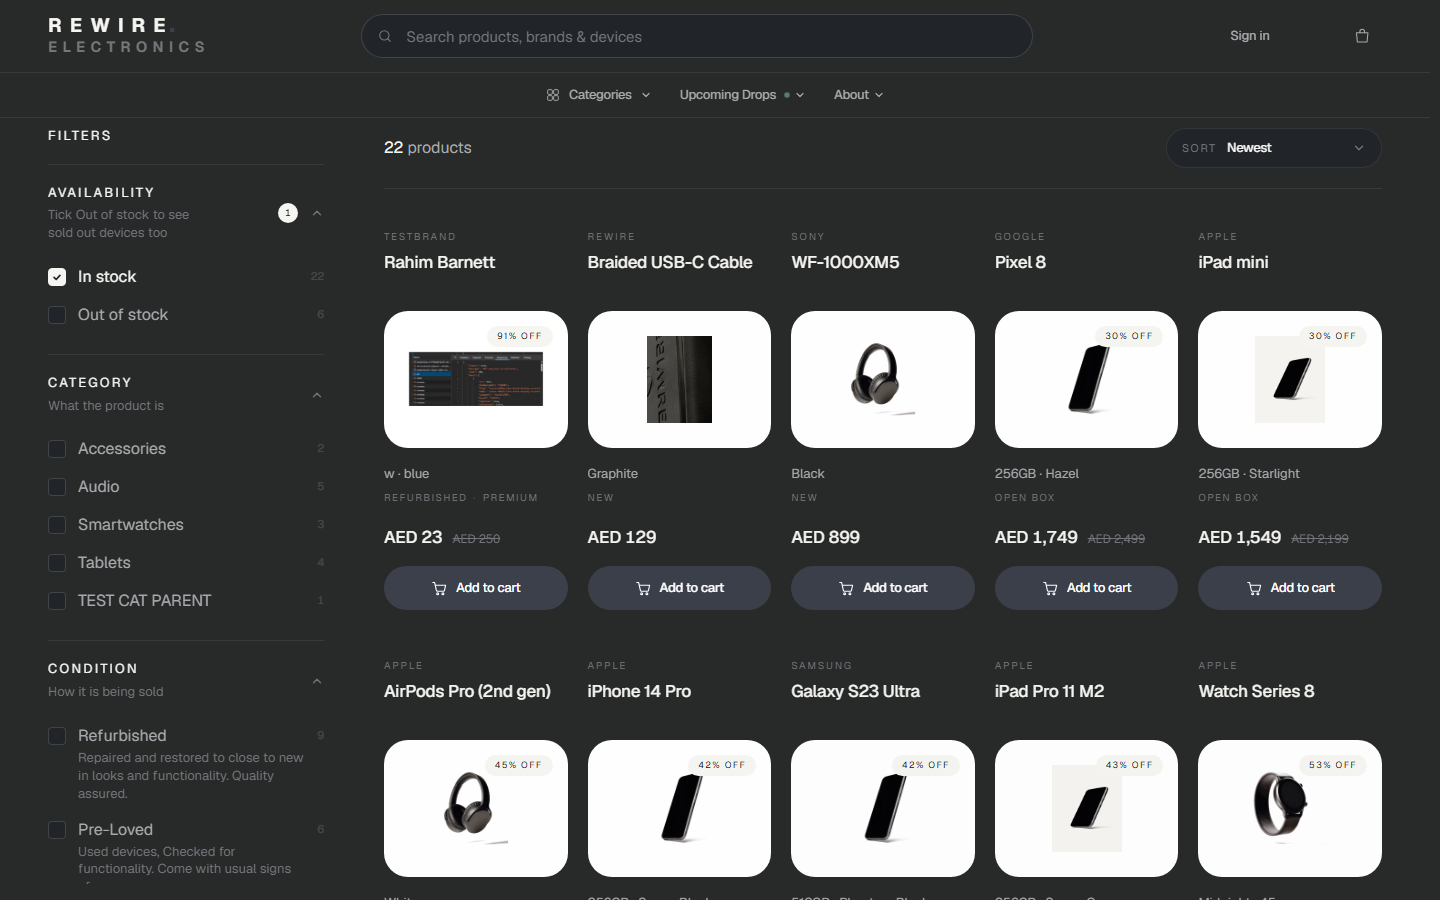 REWIRE.
ELECTRONICS
Search products, brands & devices
Sign in
Categories
Upcoming Drops
About
FILTERS
AVAILABILITY
Tick Out of stock to see
sold out devices too
1
In stock 22
Out of stock 6
CATEGORY
What the product is
Accessories 2
Audio 5
Smartwatches 3
Tablets 4
TEST CAT PARENT 1
CONDITION
How it is being sold
Refurbished 9
Repaired and restored to close to new
in looks and functionality. Quality
assured.
Pre-Loved 6
Used devices, Checked for
functionality. Come with usual signs
22 products
SORT Newest
TESTBRAND
Rahim Barnett
91% OFF
w · blue
REFURBISHED · PREMIUM
AED 23 AED 250
Add to cart
REWIRE
Braided USB-C Cable
Graphite
NEW
AED 129
Add to cart
SONY
WF-1000XM5
Black
NEW
AED 899
Add to cart
GOOGLE
Pixel 8
30% OFF
256GB · Hazel
OPEN BOX
AED 1,749 AED 2,499
Add to cart
APPLE
iPad mini
30% OFF
256GB · Starlight
OPEN BOX
AED 1,549 AED 2,199
Add to cart
APPLE
AirPods Pro (2nd gen)
45% OFF
APPLE
iPhone 14 Pro
42% OFF
SAMSUNG
Galaxy S23 Ultra
42% OFF
APPLE
iPad Pro 11 M2
43% OFF
APPLE
Watch Series 8
53% OFF